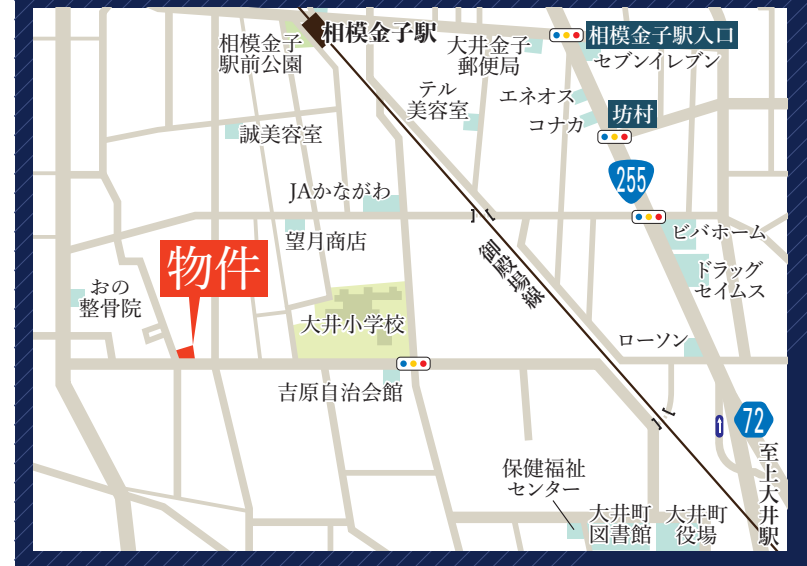 相模金子駅
相模金子
駅前公園
大井金子
郵便局
相模金子駅入口
セブンイレブン
テル
美容室
エネオス
コナカ
坊村
誠美容室
255
JAかながわ
望月商店
ビバホーム
ドラッグ
セイムス
御殿場線
物件
おの
整骨院
大井小学校
ローソン
吉原自治会館
72
至上大井駅
保健福祉
センター
大井町
図書館
大井町
役場